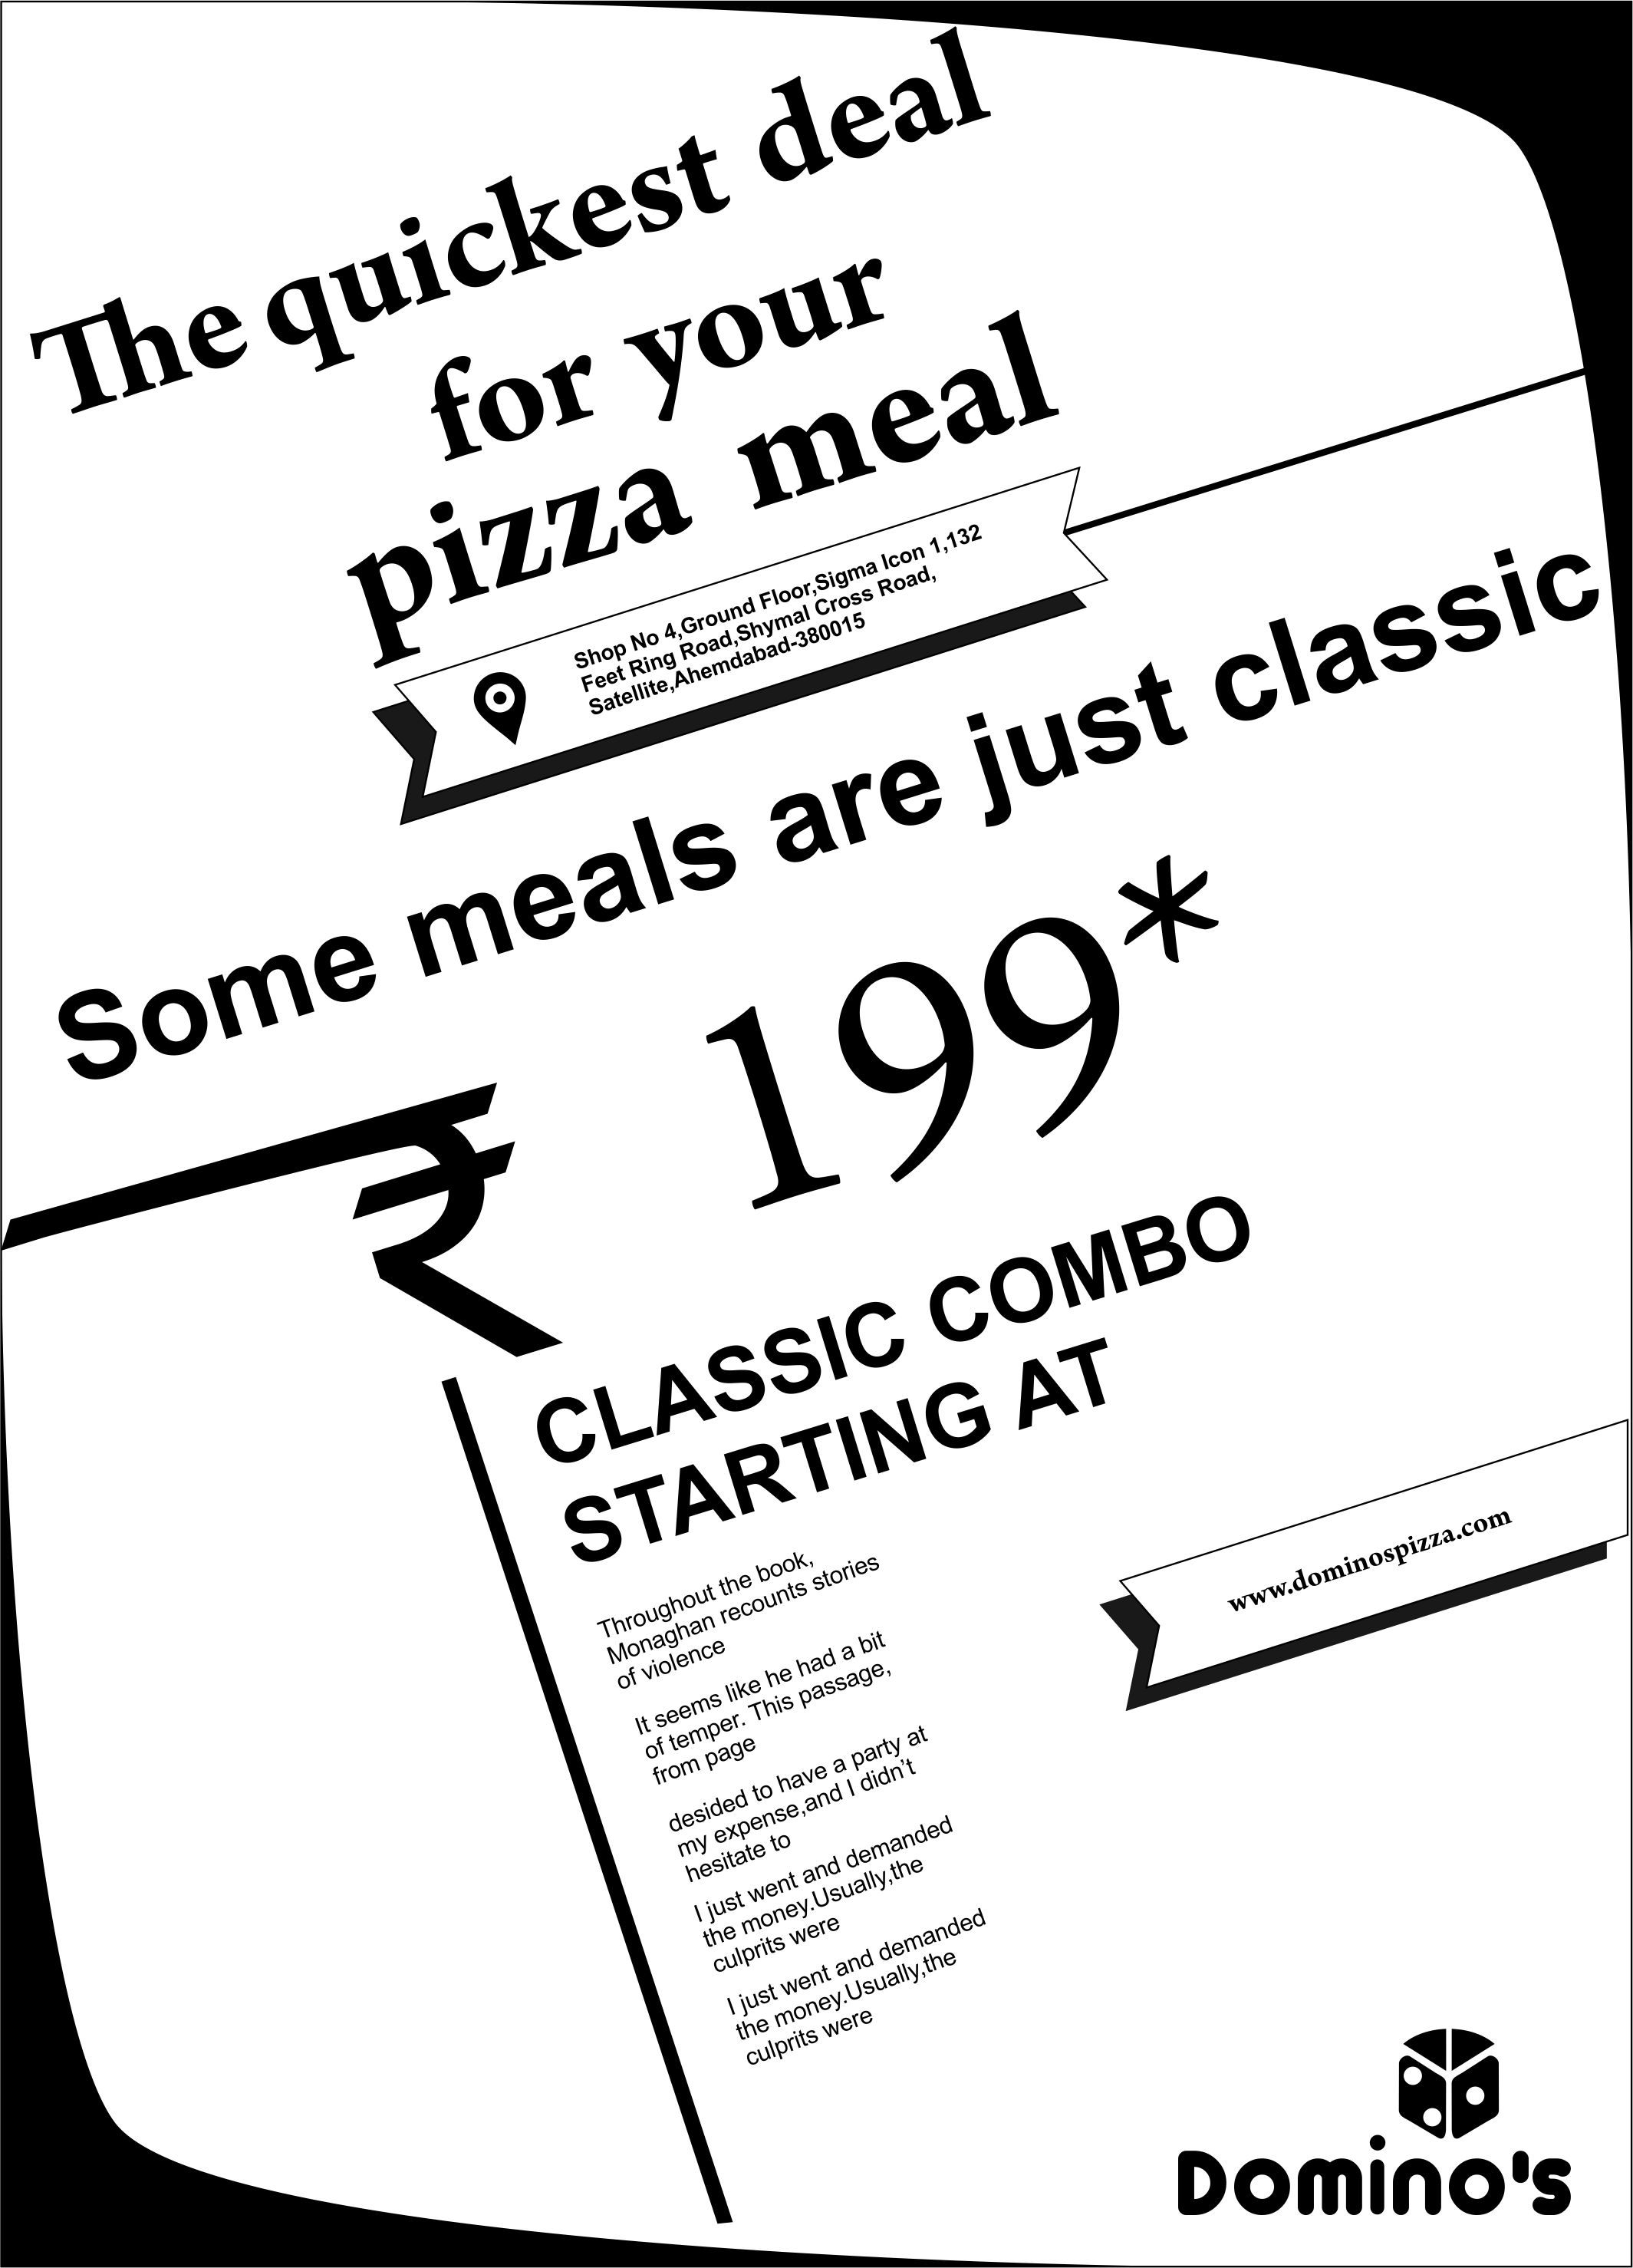 The quickest deal
for your
pizza meal
Shop No 4,Ground Floor,Sigma Icon 1,132
Feet Ring Road,Shymal Cross Road,
Satellite,Ahemdabad-380015
Some meals are just classic
₹ 199*
CLASSIC COMBO
STARTING AT
Throughout the book,
Monaghan recounts stories
of violence
It seems like he had a bit
of temper. This passage,
from page
desided to have a party at
my expense,and I didn't
hesitate to
I just went and demanded
the money.Usually,the
culprits were
I just went and demanded
the money.Usually,the
culprits were
www.dominospizza.com
Domino's